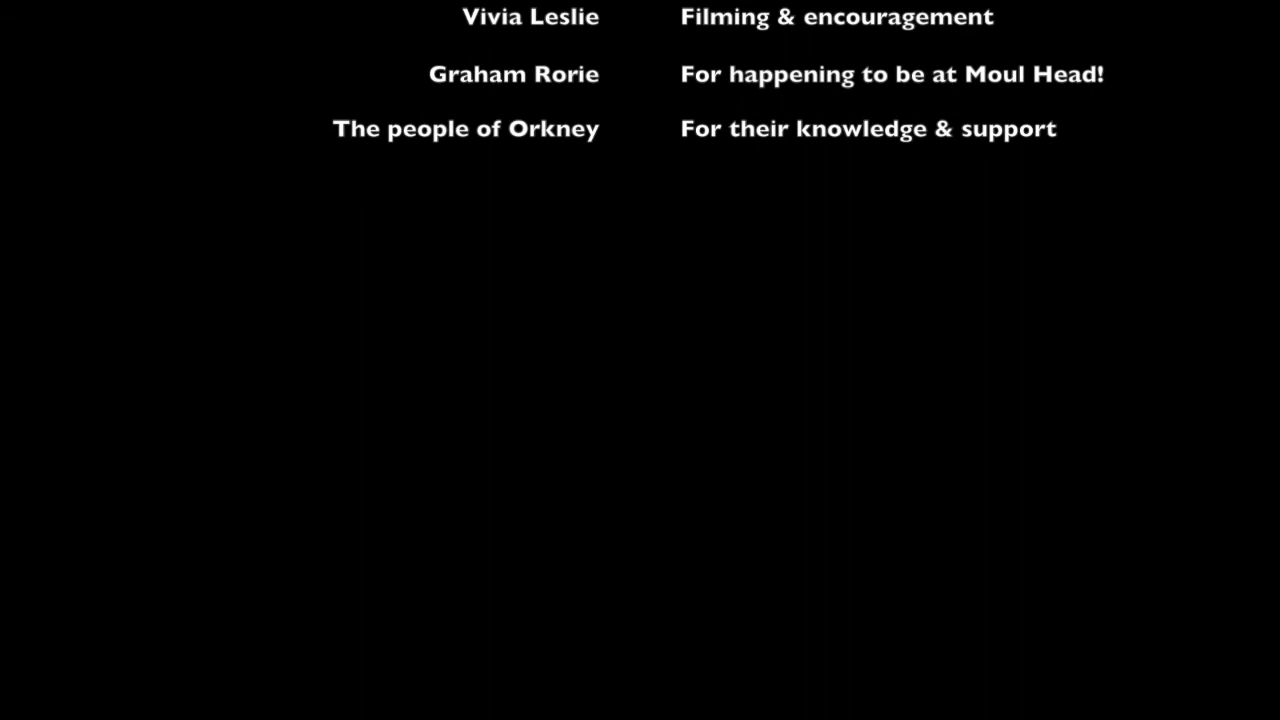 Vivia Leslie Filming & encouragement
Graham Rorie For happening to be at Moul Head!
The people of Orkney For their knowledge & support